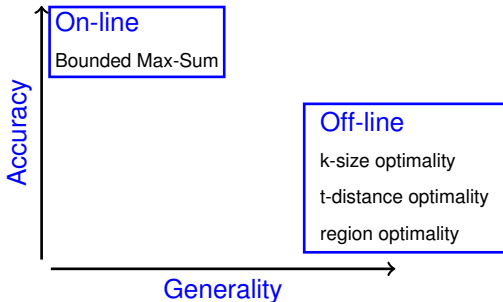 On-line
Bounded Max-Sum
Accuracy
Off-line
k-size optimality
t-distance optimality
region optimality
Generality